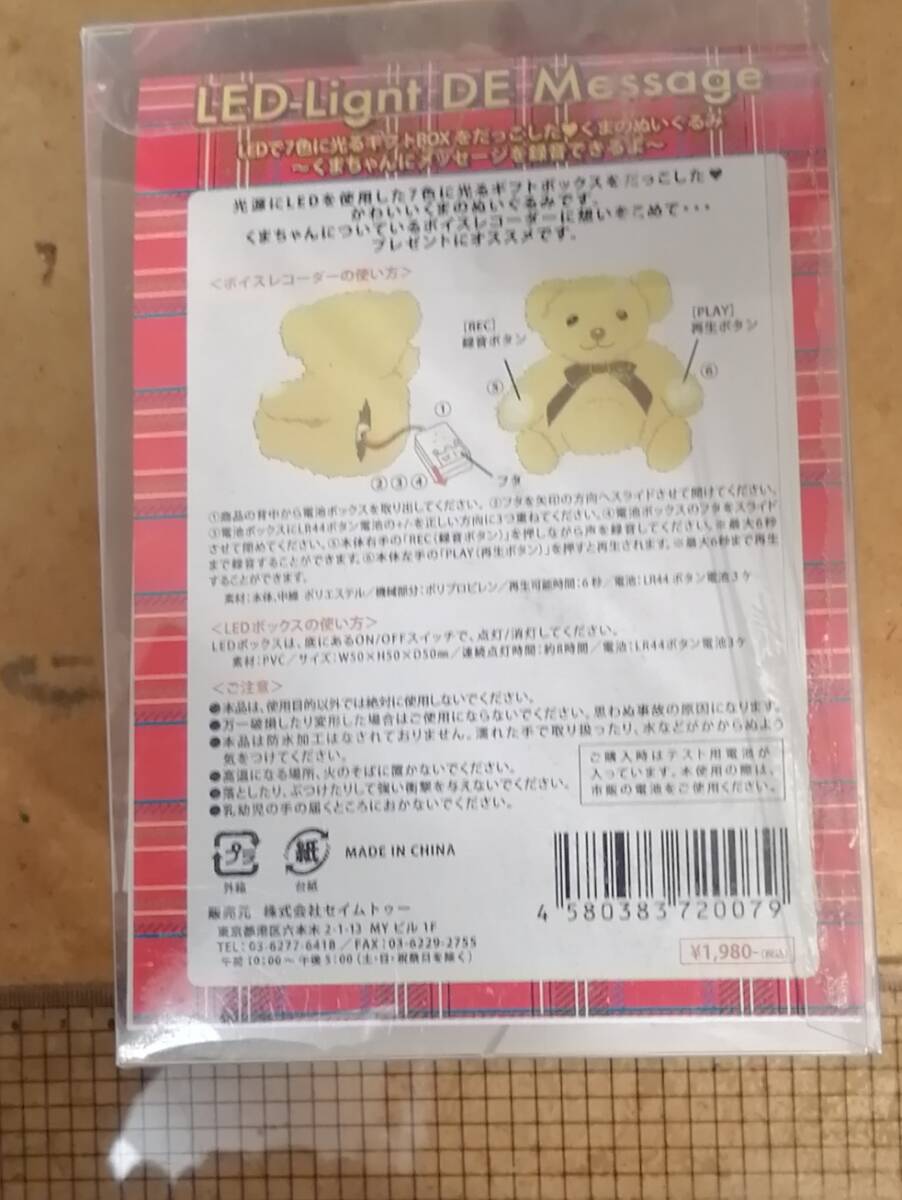 LED-Lignt DE Message
LEDで7色に光るギフトBOXをだっこした♥くまのぬいぐるみ
～くまちゃんにメッセージを録音できるよ～
光源にLEDを使用した7色に光るギフトボックスをだっこした♥
かわいいくまのぬいぐるみです。
くまちゃんについているボイスレコーダーに想いをこめて・・・
プレゼントにオススメです。
＜ボイスレコーダーの使い方＞
[REC]
録音ボタン
[PLAY]
再生ボタン
⑤
⑥
①
②③④
フタ
①商品の背中から電池ボックスを取り出してください。②フタを矢印の方向へスライドさせて開けてください。
③電池ボックスにLR44ボタン電池の+/-を正しい方向に3つ重ねてください。④電池ボックスのフタをスライド
させて閉めてください。⑤本体右手の「REC（録音ボタン）」を押しながら声を録音してください。※最大6秒
まで録音することができます。⑥本体左手の「PLAY（再生ボタン）」を押すと再生されます。※最大6秒まで再生
することができます。
素材：本体、中綿 ポリエステル／機械部分：ポリプロピレン／再生可能時間：6秒／電池：LR44ボタン電池3ケ
＜LEDボックスの使い方＞
LEDボックスは、底にあるON/OFFスイッチで、点灯/消灯してください。
素材：PVC／サイズ：W50×H50×D50㎜／連続点灯時間：約8時間／電池：LR44ボタン電池3ケ
＜ご注意＞
●本品は、使用目的以外では絶対に使用しないでください。
●万一破損したり変形した場合はご使用にならないでください。思わぬ事故の原因になります。
●本品は防水加工はなされておりません。濡れた手で取り扱ったり、水などがかからぬよう
気をつけてください。
●高温になる場所、火のそばに置かないでください。
●落としたり、ぶつけたりして強い衝撃を与えないでください。
●乳幼児の手の届くところにおかないでください。
ご購入時はテスト用電池が
入っています。本使用の際は、
市販の電池をご使用ください。
プラ
外箱
紙
台紙
MADE IN CHINA
販売元 株式会社セイムトゥー
東京都港区六本木2-1-13 MYビル1F
TEL：03-6277-6418／FAX：03-6229-2755
午前10:00～午後5:00（土・日・祝祭日を除く）
4 580383 720079
¥1,980-(税込)